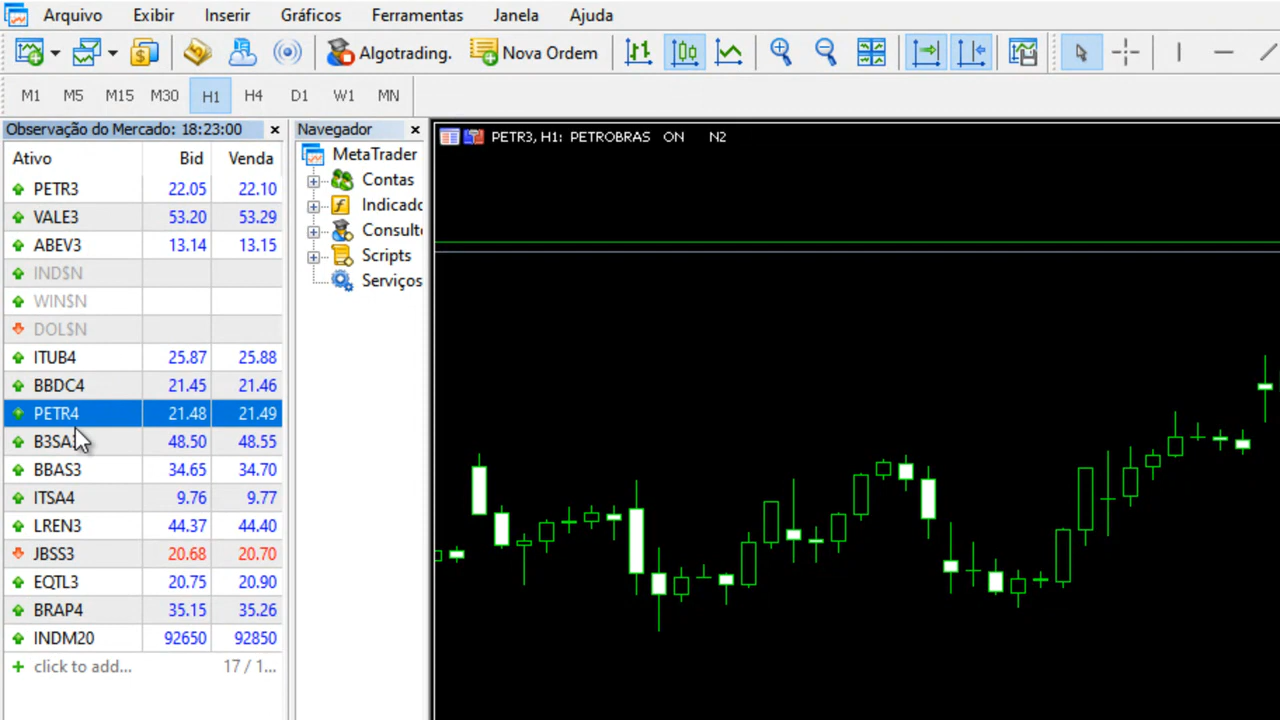 Arquivo Exibir Inserir Gráficos Ferramentas Janela Ajuda
Algotrading. Nova Ordem
M1 M5 M15 M30 H1 H4 D1 W1 MN
Observação do Mercado: 18:23:00
Ativo Bid Venda
PETR3 22.05 22.10
VALE3 53.20 53.29
ABEV3 13.14 13.15
IND$N
WIN$N
DOL$N
ITUB4 25.87 25.88
BBDC4 21.45 21.46
PETR4 21.48 21.49
B3SA3 48.50 48.55
BBAS3 34.65 34.70
ITSA4 9.76 9.77
LREN3 44.37 44.40
JBSS3 20.68 20.70
EQTL3 20.75 20.90
BRAP4 35.15 35.26
INDM20 92650 92850
click to add... 17 / 1...
Navegador
MetaTrader
Contas
Indicado
Consulto
Scripts
Serviços
PETR3, H1: PETROBRAS ON N2